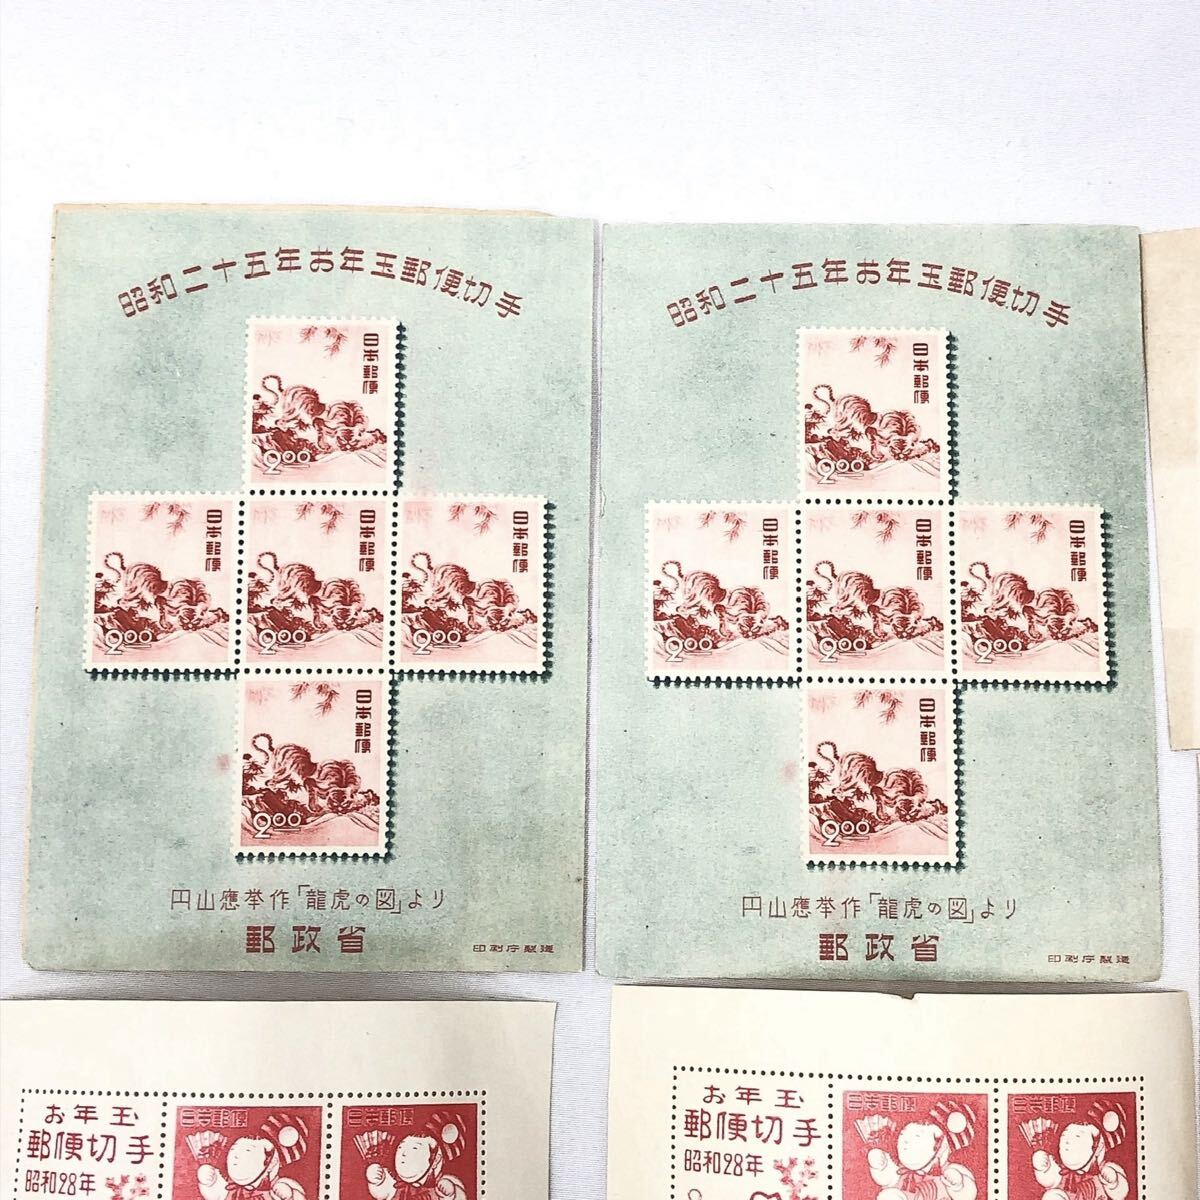 昭和二十五年お年玉郵便切手
日本郵便
2.00
日本郵便
2.00
日本郵便
2.00
日本郵便
2.00
日本郵便
2.00
円山應挙作「龍虎の図」より
郵政省
印刷庁製造
昭和二十五年お年玉郵便切手
日本郵便
2.00
日本郵便
2.00
日本郵便
2.00
日本郵便
2.00
日本郵便
2.00
円山應挙作「龍虎の図」より
郵政省
印刷庁製造
お年玉
郵便切手
昭和28年
日本郵便
日本郵便
お年玉
郵便切手
昭和28年
日本郵便
日本郵便